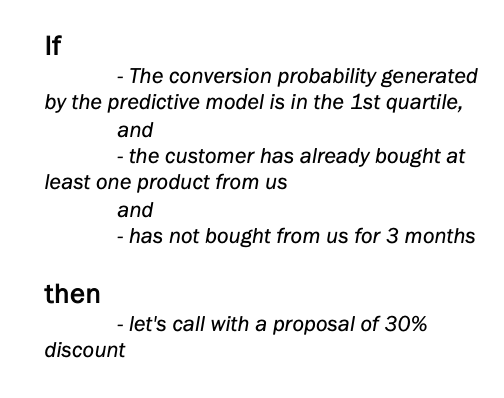 If
- The conversion probability generated
by the predictive model is in the 1st quartile,
and
- the customer has already bought at
least one product from us
and
- has not bought from us for 3 months
then
- let's call with a proposal of 30%
discount